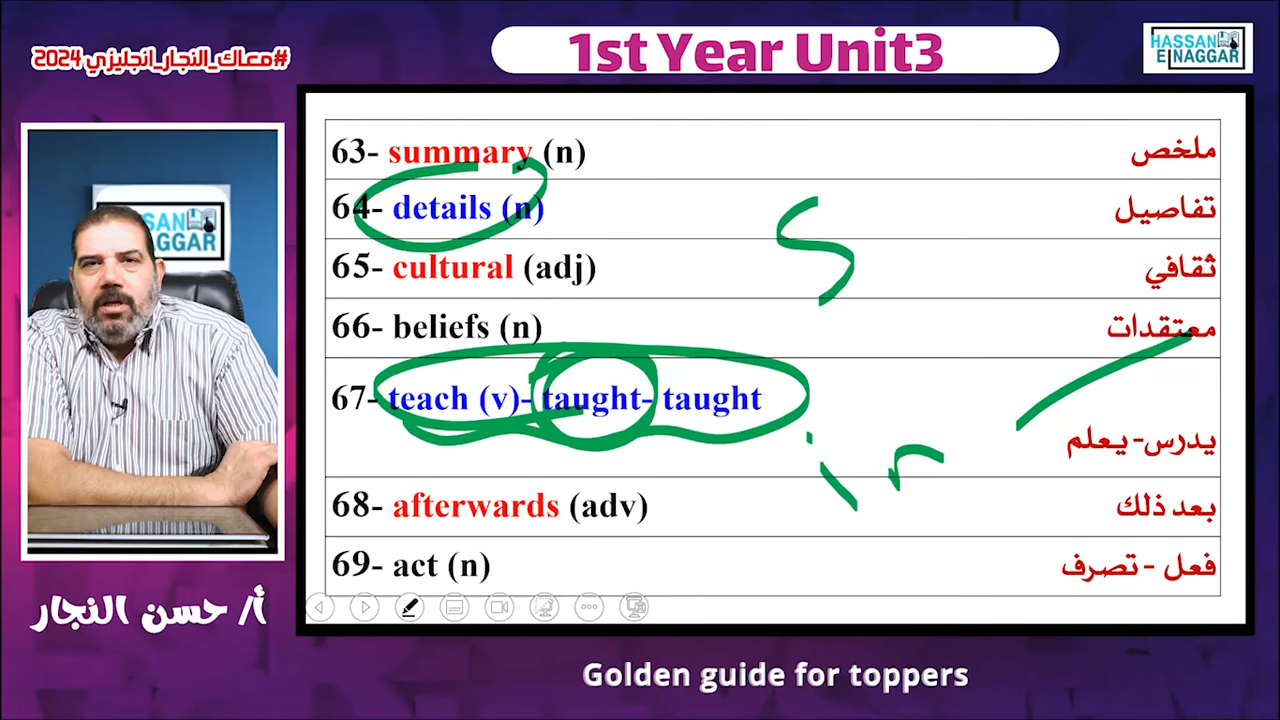 #معاك_النجار_انجليزي 2024
1st Year Unit3
HASSAN
ELNAGGAR
63- summary (n) ملخص
64- details (n) تفاصيل
65- cultural (adj) ثقافي
66- beliefs (n) معتقدات
67- teach (v)- taught- taught
يدرس- يعلم
68- afterwards (adv) بعد ذلك
69- act (n) فعل - تصرف
S
ir
أ/ حسن النجار
Golden guide for toppers